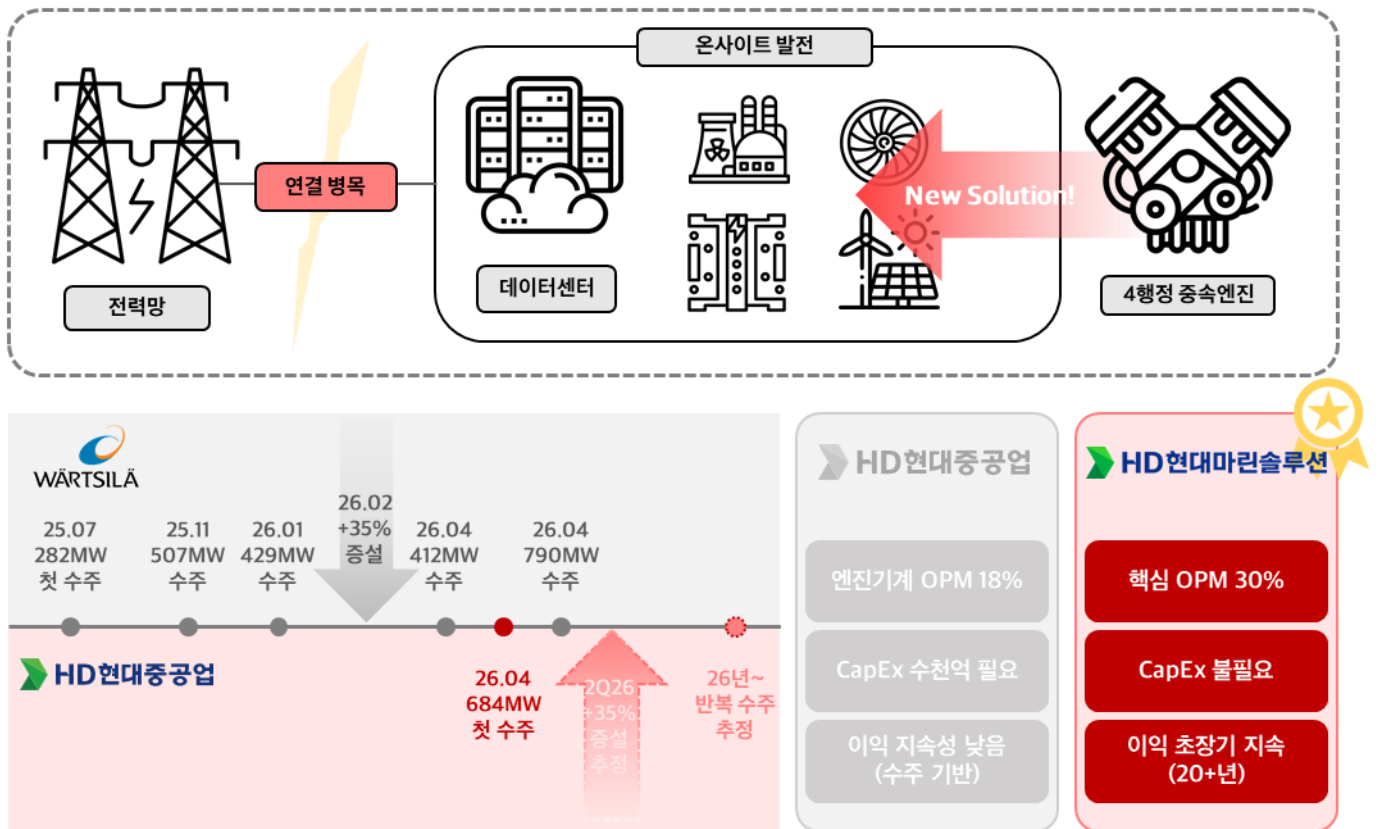 온사이트 발전
연결 병목
New Solution!
전력망
데이터센터
4행정 중속엔진
WÄRTSILÄ
25.07
282MW
첫 수주
25.11
507MW
수주
26.01
429MW
수주
26.02
+35%
증설
26.04
412MW
수주
26.04
790MW
수주
HD현대중공업
26.04
684MW
첫 수주
2Q26
+35%
증설
추정
26년~
반복 수주
추정
HD현대중공업
엔진기계 OPM 18%
CapEx 수천억 필요
이익 지속성 낮음
(수주 기반)
HD현대마린솔루션
핵심 OPM 30%
CapEx 불필요
이익 초장기 지속
(20+년)